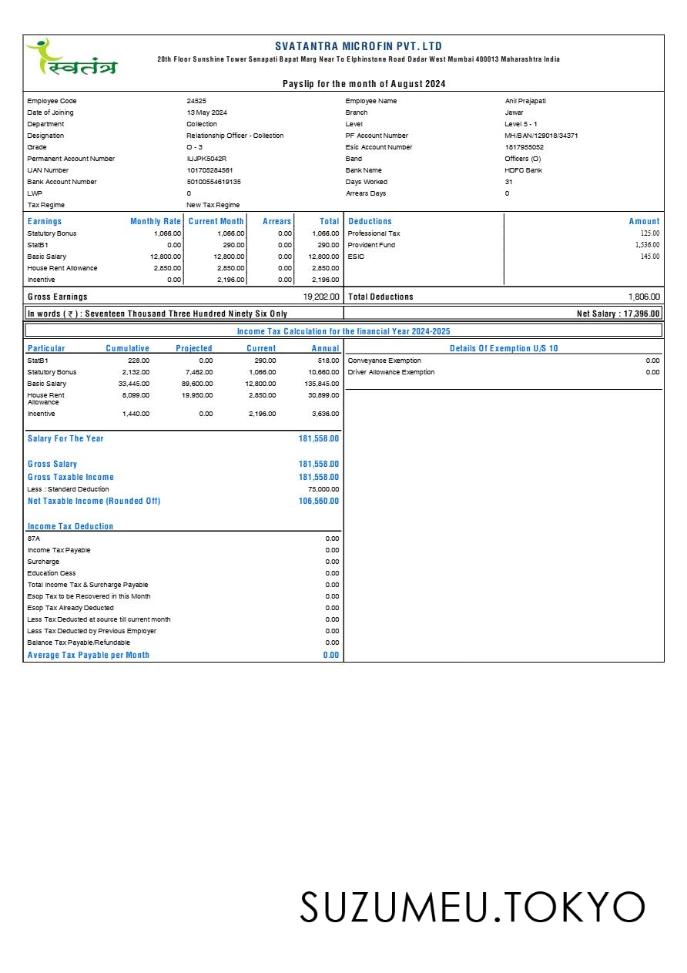 स्वतंत्र
SVATANTRA MICROFIN PVT. LTD
20th Floor Sunshine Tower Senapati Bapat Marg Near To Elphinstone Road Dadar West Mumbai 400013 Maharashtra India
Payslip for the month of August 2024
Employee Code 24525 Employee Name Anil Prajapati
Date of Joining 13 May 2024 Branch Jawar
Department Collection Level Level 5 - 1
Designation Relationship Officer - Collection PF Account Number MH/BAN/129018/34371
Grade O - 3 Esic Account Number 1817955052
Permanent Account Number IUJPK5042R Band Officers (O)
UAN Number 101705284561 Bank Name HDFC Bank
Bank Account Number 50100554619135 Days Worked 31
LWP 0 Arrears Days 0
Tax Regime New Tax Regime
Earnings Monthly Rate Current Month Arrears Total Deductions Amount
Statutory Bonus 1,066.00 1,066.00 0.00 1,066.00 Professional Tax 125.00
StatB1 0.00 290.00 0.00 290.00 Provident Fund 1,536.00
Basic Salary 12,800.00 12,800.00 0.00 12,800.00 ESIC 145.00
House Rent Allowance 2,850.00 2,850.00 0.00 2,850.00
Incentive 0.00 2,196.00 0.00 2,196.00
Gross Earnings 19,202.00 Total Deductions 1,806.00
In words ( ₹ ) : Seventeen Thousand Three Hundred Ninety Six Only Net Salary : 17,396.00
Income Tax Calculation for the financial Year 2024-2025
Particular Cumulative Projected Current Annual Details Of Exemption U/S 10
StatB1 228.00 0.00 290.00 518.00 Conveyance Exemption 0.00
Statutory Bonus 2,132.00 7,462.00 1,066.00 10,660.00 Driver Allowance Exemption 0.00
Basic Salary 33,445.00 89,600.00 12,800.00 135,845.00
House Rent Allowance 8,099.00 19,950.00 2,850.00 30,899.00
Incentive 1,440.00 0.00 2,196.00 3,636.00
Salary For The Year 181,558.00
Gross Salary 181,558.00
Gross Taxable Income 181,558.00
Less : Standard Deduction 75,000.00
Net Taxable Income (Rounded Off) 106,560.00
Income Tax Deduction
87A 0.00
Income Tax Payable 0.00
Surcharge 0.00
Education Cess 0.00
Total Income Tax & Surcharge Payable 0.00
Esop Tax to be Recovered in this Month 0.00
Esop Tax Already Deducted 0.00
Less Tax Deducted at source till current month 0.00
Less Tax Deducted by Previous Employer 0.00
Balance Tax Payable/Refundable 0.00
Average Tax Payable per Month 0.00
SUZUMEU.TOKYO